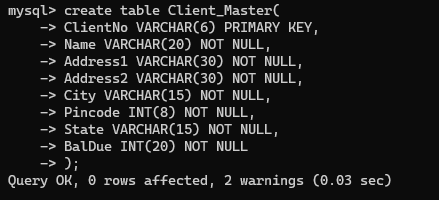 mysql> create table Client_Master(
    -> ClientNo VARCHAR(6) PRIMARY KEY,
    -> Name VARCHAR(20) NOT NULL,
    -> Address1 VARCHAR(30) NOT NULL,
    -> Address2 VARCHAR(30) NOT NULL,
    -> City VARCHAR(15) NOT NULL,
    -> Pincode INT(8) NOT NULL,
    -> State VARCHAR(15) NOT NULL,
    -> BalDue INT(20) NOT NULL
    -> );
Query OK, 0 rows affected, 2 warnings (0.03 sec)